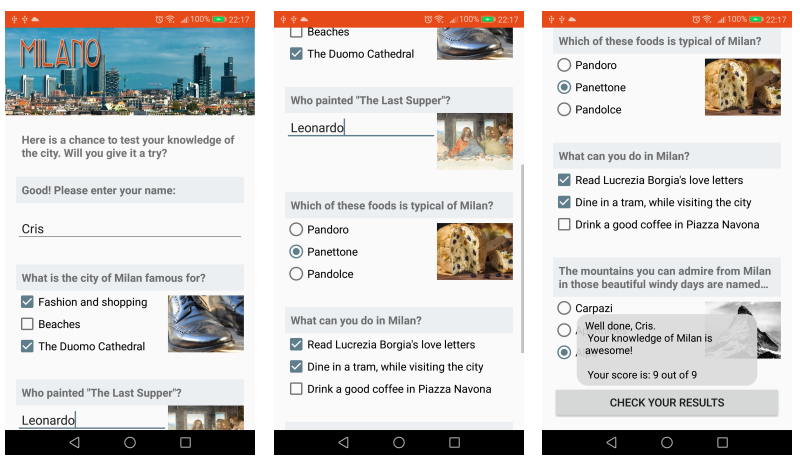 100% 22:17
MILANO
Here is a chance to test your knowledge of
the city. Will you give it a try?
Good! Please enter your name:
Cris
What is the city of Milan famous for?
Fashion and shopping
Beaches
The Duomo Cathedral
Who painted "The Last Supper"?
Leonardo
100% 22:17
Beaches
The Duomo Cathedral
Who painted "The Last Supper"?
Leonardo
Which of these foods is typical of Milan?
Pandoro
Panettone
Pandolce
What can you do in Milan?
Read Lucrezia Borgia's love letters
Dine in a tram, while visiting the city
Drink a good coffee in Piazza Navona
100% 22:17
Which of these foods is typical of Milan?
Pandoro
Panettone
Pandolce
What can you do in Milan?
Read Lucrezia Borgia's love letters
Dine in a tram, while visiting the city
Drink a good coffee in Piazza Navona
The mountains you can admire from Milan
in those beautiful windy days are named...
Carpazi
Well done, Cris.
Your knowledge of Milan is
awesome!
Your score is: 9 out of 9
CHECK YOUR RESULTS